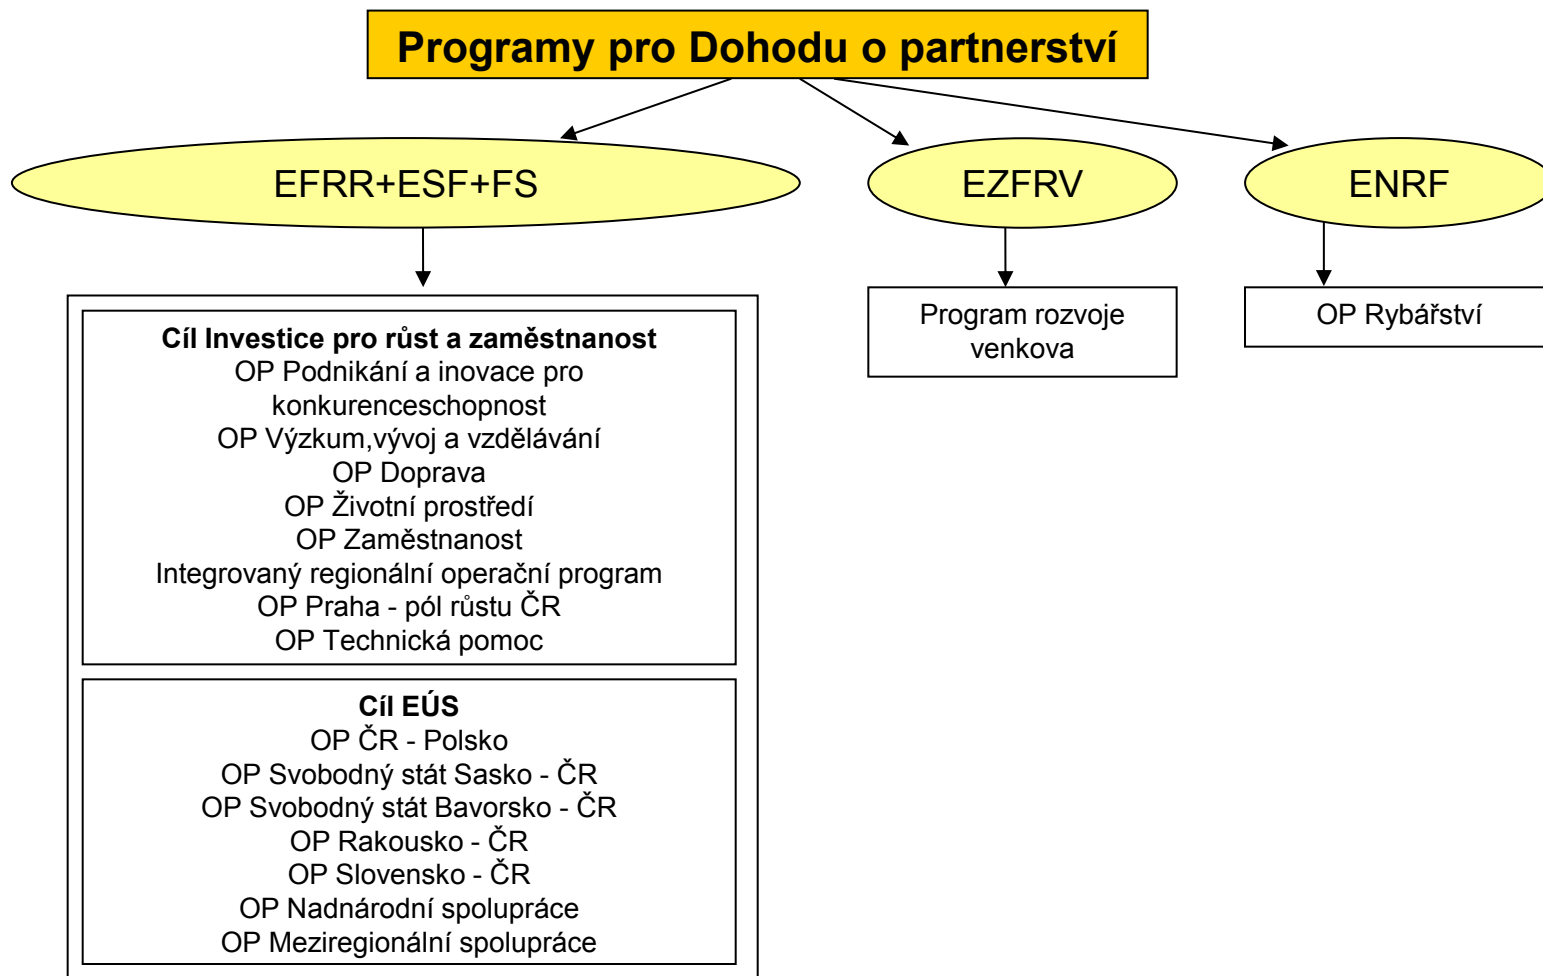 Programy pro Dohodu o partnerství
EFRR+ESF+FS
EZFRV
ENRF
Cíl Investice pro růst a zaměstnanost
OP Podnikání a inovace pro
konkurenceschopnost
OP Výzkum,vývoj a vzdělávání
OP Doprava
OP Životní prostředí
OP Zaměstnanost
Integrovaný regionální operační program
OP Praha - pól růstu ČR
OP Technická pomoc
Cíl EÚS
OP ČR - Polsko
OP Svobodný stát Sasko - ČR
OP Svobodný stát Bavorsko - ČR
OP Rakousko - ČR
OP Slovensko - ČR
OP Nadnárodní spolupráce
OP Meziregionální spolupráce
Program rozvoje
venkova
OP Rybářství